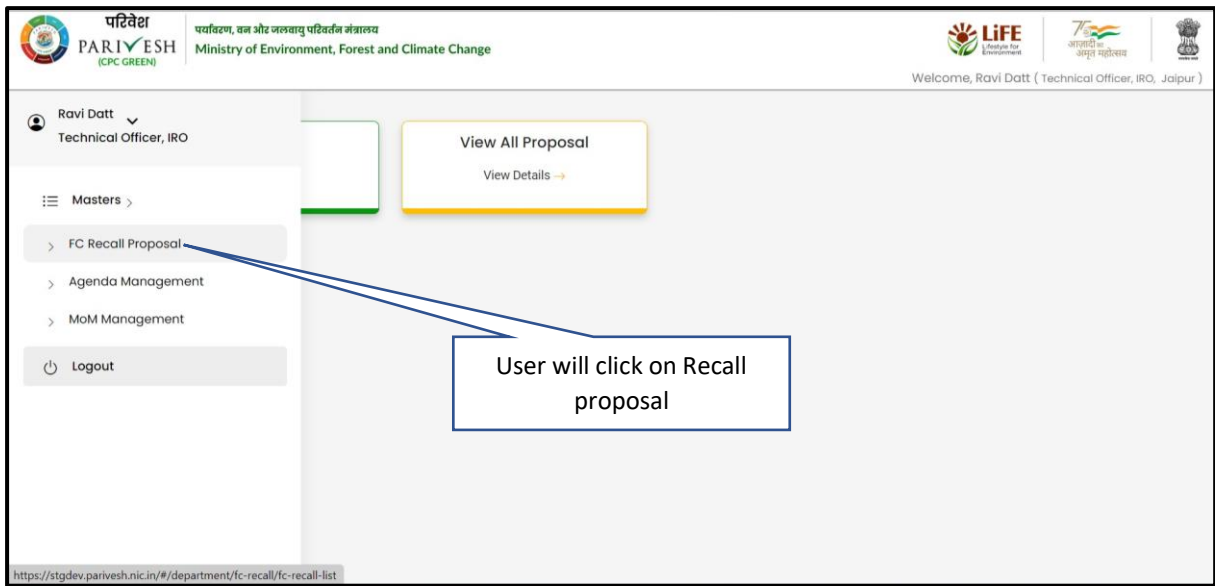 परिवेश
PARIVESH
(CPC GREEN)
पर्यावरण, वन और जलवायु परिवर्तन मंत्रालय
Ministry of Environment, Forest and Climate Change
LiFE
Lifestyle for
Environment
आज़ादी का
अमृत महोत्सव
Welcome, Ravi Datt ( Technical Officer, IRO, Jaipur )
Ravi Datt
Technical Officer, IRO
Masters
FC Recall Proposal
Agenda Management
MoM Management
Logout
View All Proposal
View Details →
User will click on Recall
proposal
https://stgdev.parivesh.nic.in/#/department/fc-recall/fc-recall-list